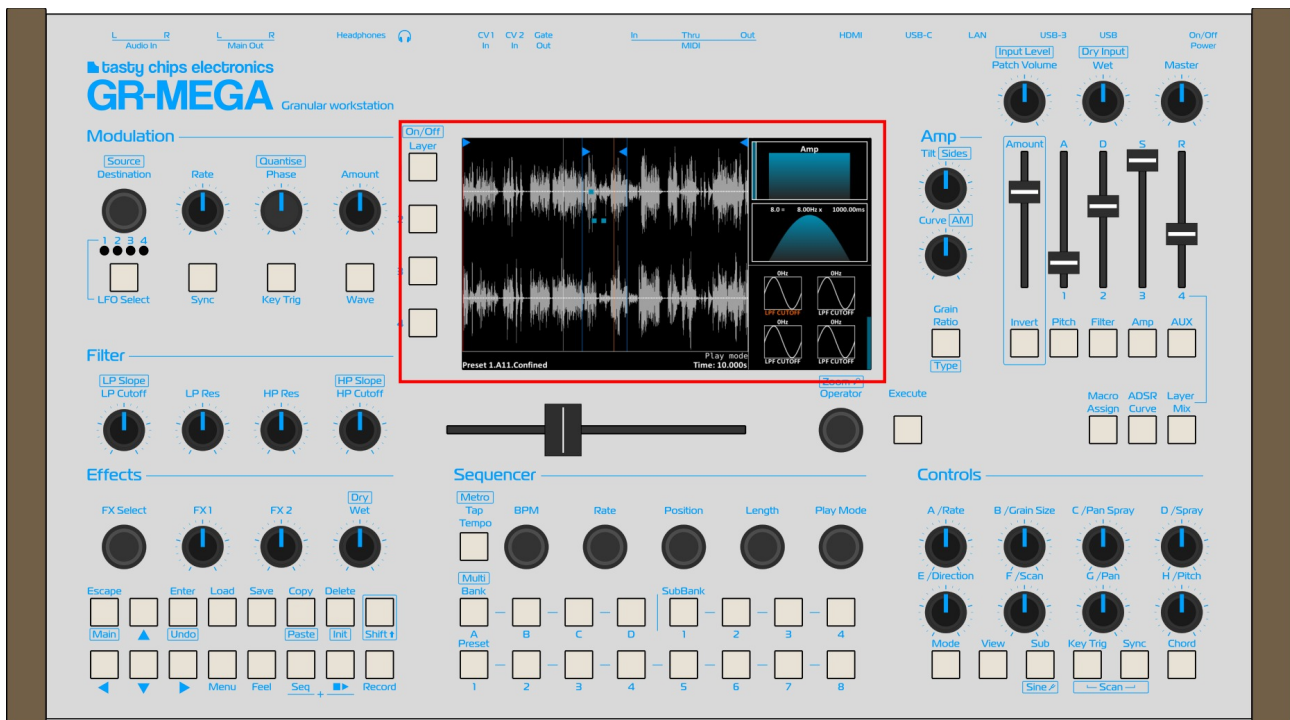 L R
Audio In
L R
Main Out
Headphones
CV1 CV2 Gate
In In Out
In Thru Out
MIDI
HDMI
USB-C
LAN
USB-3
USB
On/Off
Power
tasty chips electronics
GR-MEGA Granular workstation
Input Level
Patch Volume
Dry Input
Wet
Master
Modulation
Source
Destination
Rate
Quantise
Phase
Amount
1 2 3 4
LFO Select
Sync
Key Trig
Wave
On/Off
Layer
2
3
4
Amp
8.0 = 8.00Hz x 1000.00ms
0Hz 0Hz
LPF CUTOFF LPF CUTOFF
0Hz 0Hz
LPF CUTOFF LPF CUTOFF
Play mode
Preset 1.A11.Confined Time: 10.000s
Amp
Tilt Sides
Curve AM
Amount A D S R
1 2 3 4
Grain
Ratio
Type
Invert Pitch Filter Amp AUX
Macro
Assign
ADSR
Curve
Layer
Mix
Filter
LP Slope
LP Cutoff
LP Res
HP Res
HP Slope
HP Cutoff
Zoom
Operator
Execute
Effects
FX Select
FX1
FX2
Dry
Wet
Escape Enter Load Save Copy Delete
Main ▲ Undo Paste Init Shift ⬆
◀ ▼ ▶ Menu Feel Seq + ■▶ Record
Sequencer
Metro
Tap
Tempo
BPM
Rate
Position
Length
Play Mode
Multi
Bank
SubBank
A B C D 1 2 3 4
Preset
1 2 3 4 5 6 7 8
Controls
A /Rate B /Grain Size C /Pan Spray D /Spray
E /Direction F /Scan G /Pan H /Pitch
Mode View Sub Key Trig Sync Chord
Sine Scan